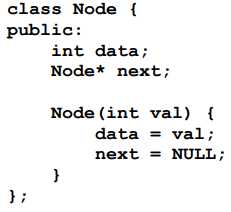 class Node {
public:
    int data;
    Node* next;

    Node(int val) {
        data = val;
        next = NULL;
    }
};